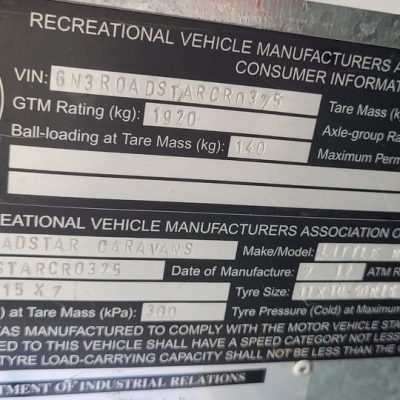 RECREATIONAL VEHICLE MANUFACTURERS A
CONSUMER INFORMAT
VIN: 6N3ROADSTARCR0375 Tare Mass (k
GTM Rating (kg): 1920 Axle-group Ra
Ball-loading at Tare Mass (kg): 140 Maximum Perm
REATIONAL VEHICLE MANUFACTURERS ASSOCIATION O
ADSTAR CARAVANS Make/Model: LITTLE
STARCR0375 Date of Manufacture: 12 ATM R
15 X 7 Tyre Size:
) at Tare Mass (kPa): 300 Tyre Pressure (Cold) at Maximum
AS MANUFACTURED TO COMPLY WITH THE MOTOR VEHICLE STA
ED TO THIS VEHICLE SHALL HAVE A SPEED CATEGORY NOT LESS
TYRE LOAD-CARRYING CAPACITY SHALL NOT BE LESS THAN THE G
TMENT OF INDUSTRIAL RELATIONS